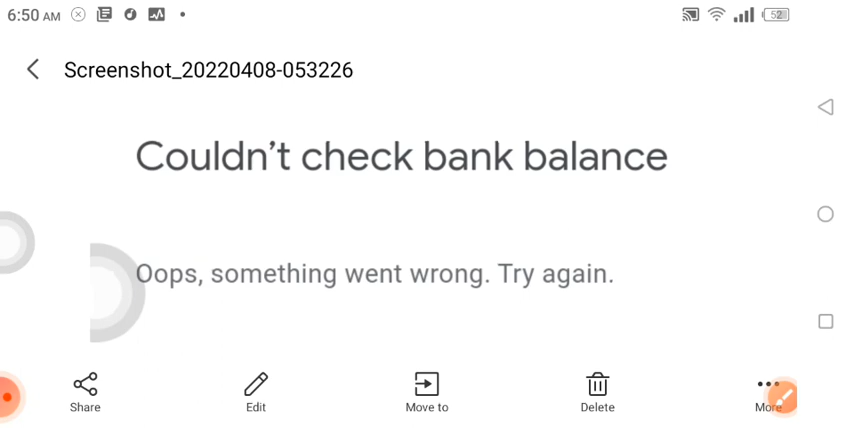 6:50 AM 52
Screenshot_20220408-053226
Couldn't check bank balance
Oops, something went wrong. Try again.
Share Edit Move to Delete More